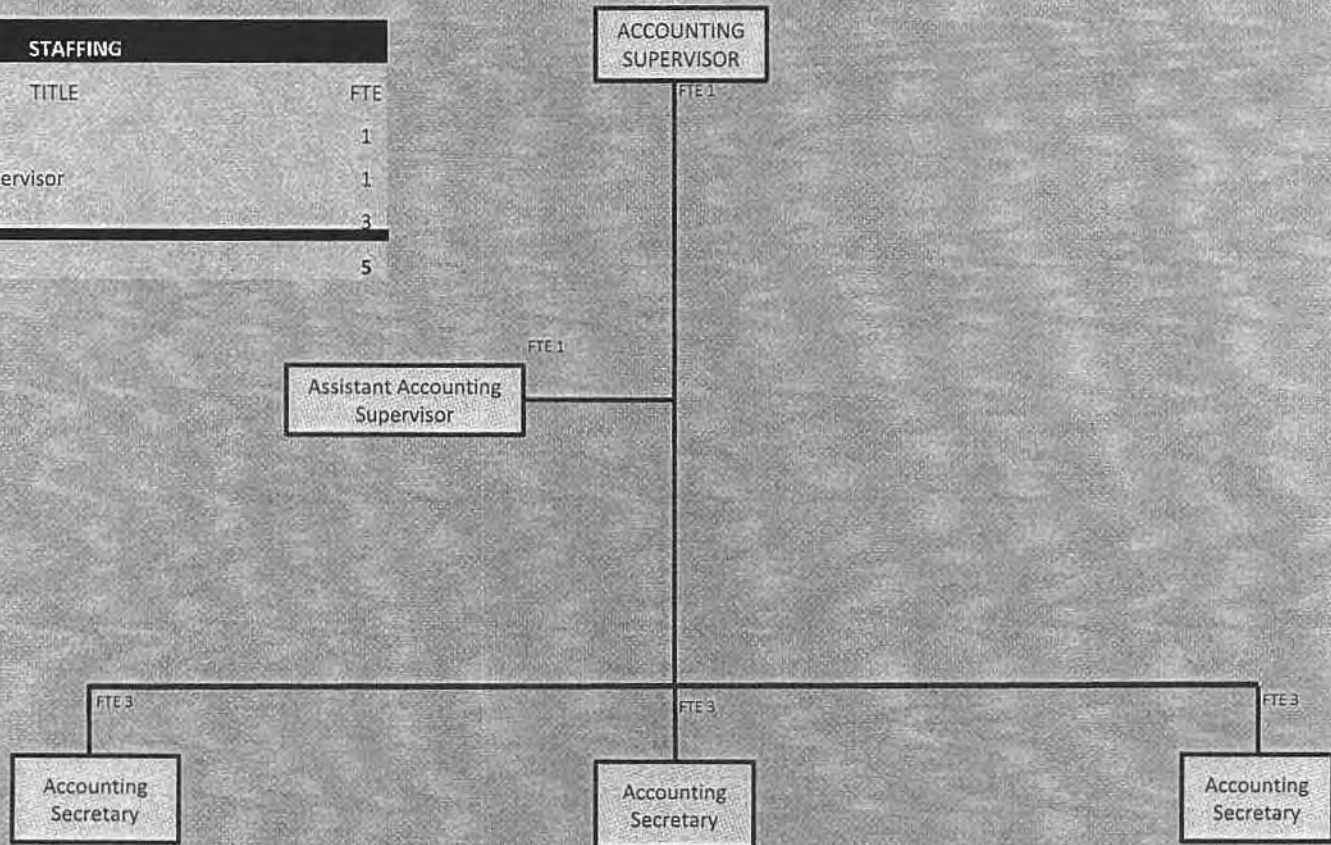 STAFFING
TITLE FTE
1
ervisor 1
3
5
ACCOUNTING
SUPERVISOR
FTE 1
FTE 1
Assistant Accounting
Supervisor
FTE 3
FTE 3
FTE 3
Accounting
Secretary
Accounting
Secretary
Accounting
Secretary